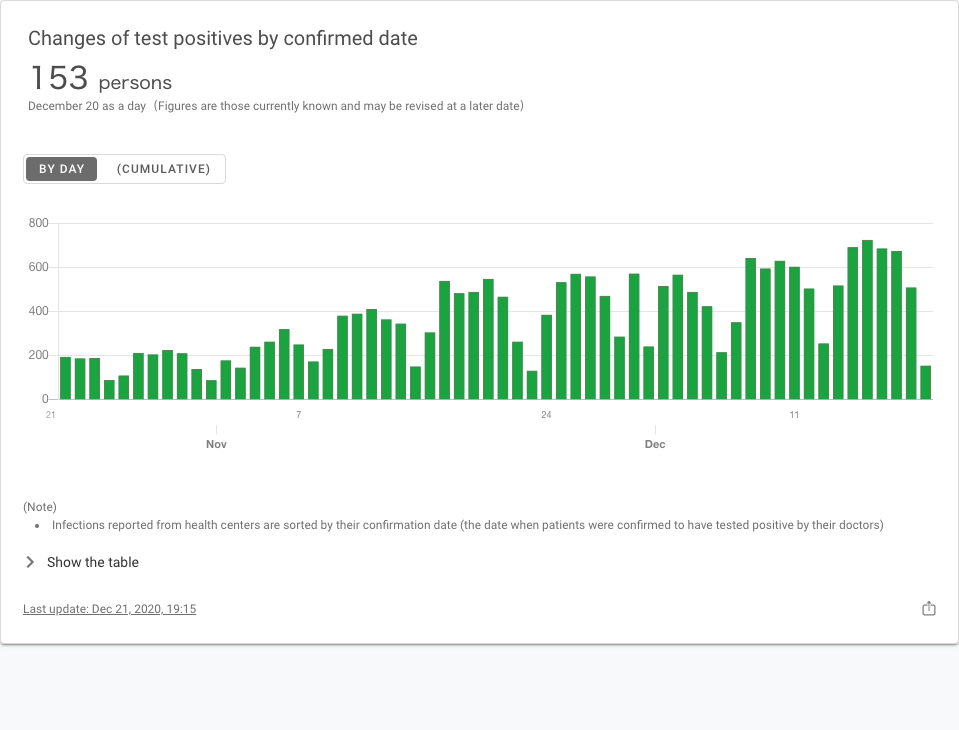 Changes of test positives by confirmed date
153 persons
December 20 as a day (Figures are those currently known and may be revised at a later date)
BY DAY (CUMULATIVE)
800
600
400
200
0
21 7 24 11
Nov Dec
(Note)
• Infections reported from health centers are sorted by their confirmation date (the date when patients were confirmed to have tested positive by their doctors)
Show the table
Last update: Dec 21, 2020, 19:15